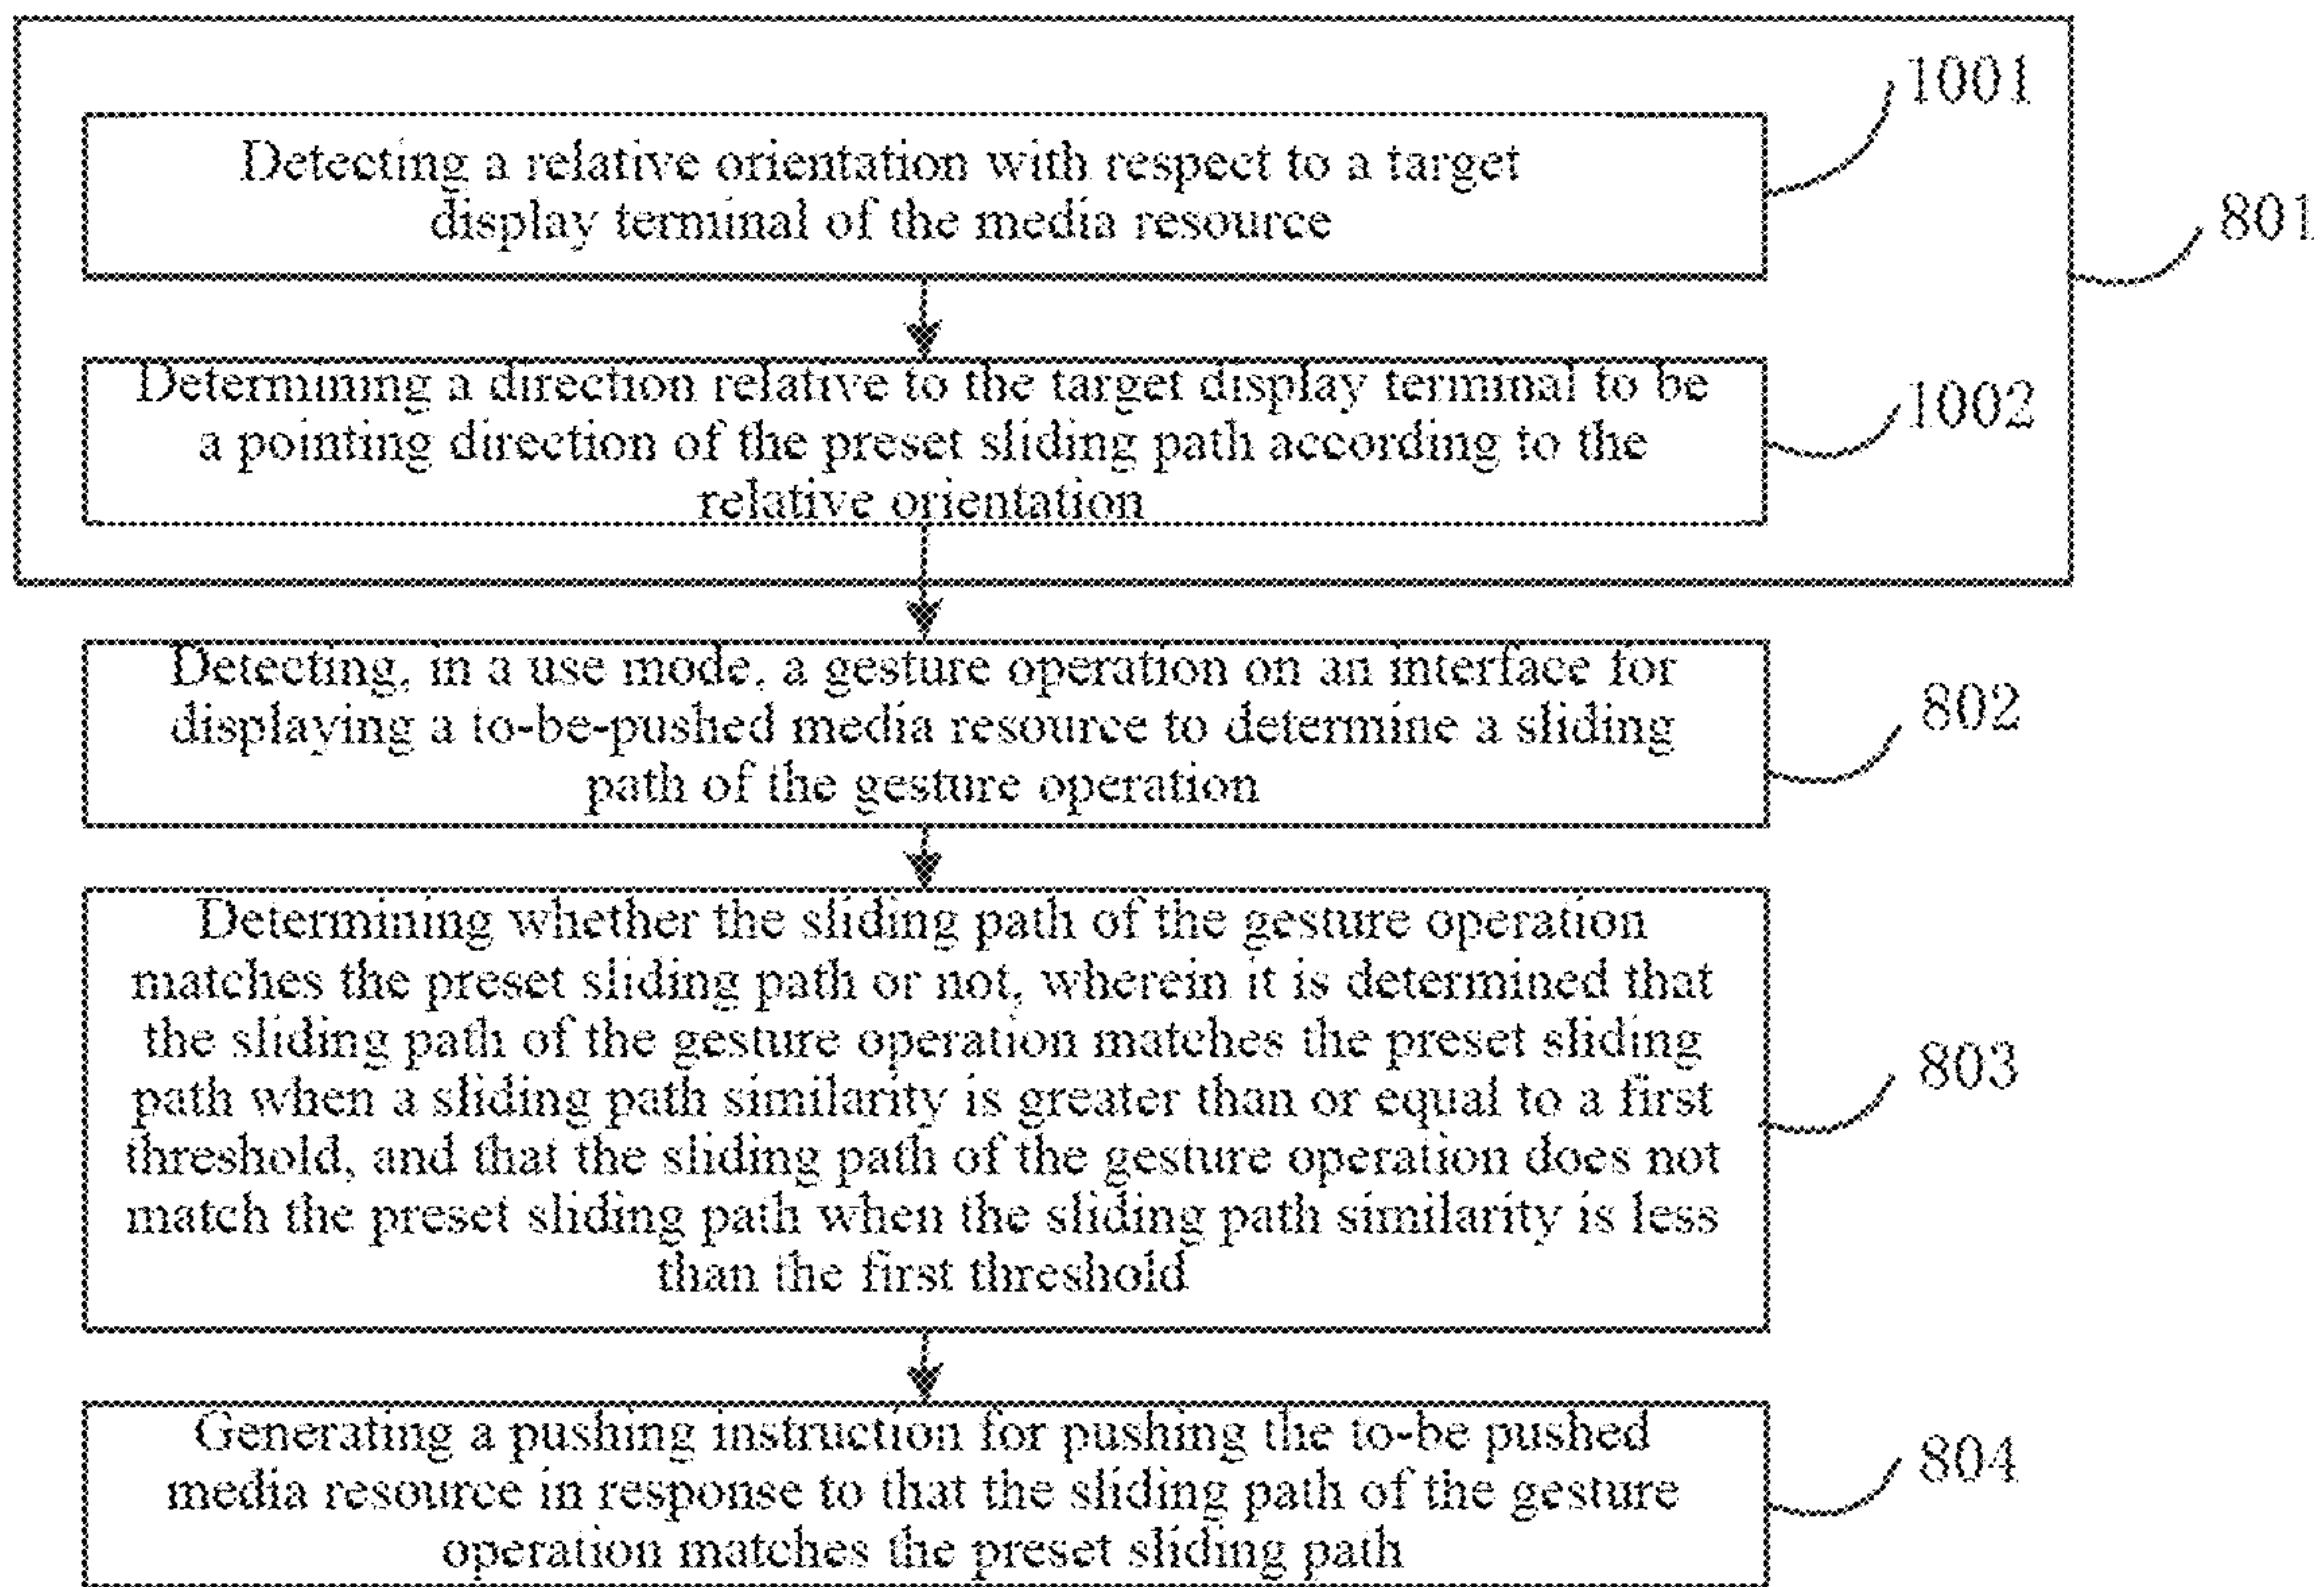 1001
Detecting a relative orientation with respect to a target
display terminal of the media resource
801
Determining a direction relative to the target display terminal to be
a pointing direction of the preset sliding path according to the
relative orientation
1002
Detecting, in a use mode, a gesture operation on an interface for
displaying a to-be-pushed media resource to determine a sliding
path of the gesture operation
802
Determining whether the sliding path of the gesture operation
matches the preset sliding path or not, wherein it is determined that
the sliding path of the gesture operation matches the preset sliding
path when a sliding path similarity is greater than or equal to a first
threshold, and that the sliding path of the gesture operation does not
match the preset sliding path when the sliding path similarity is less
than the first threshold
803
Generating a pushing instruction for pushing the to-be pushed
media resource in response to that the sliding path of the gesture
operation matches the preset sliding path
804